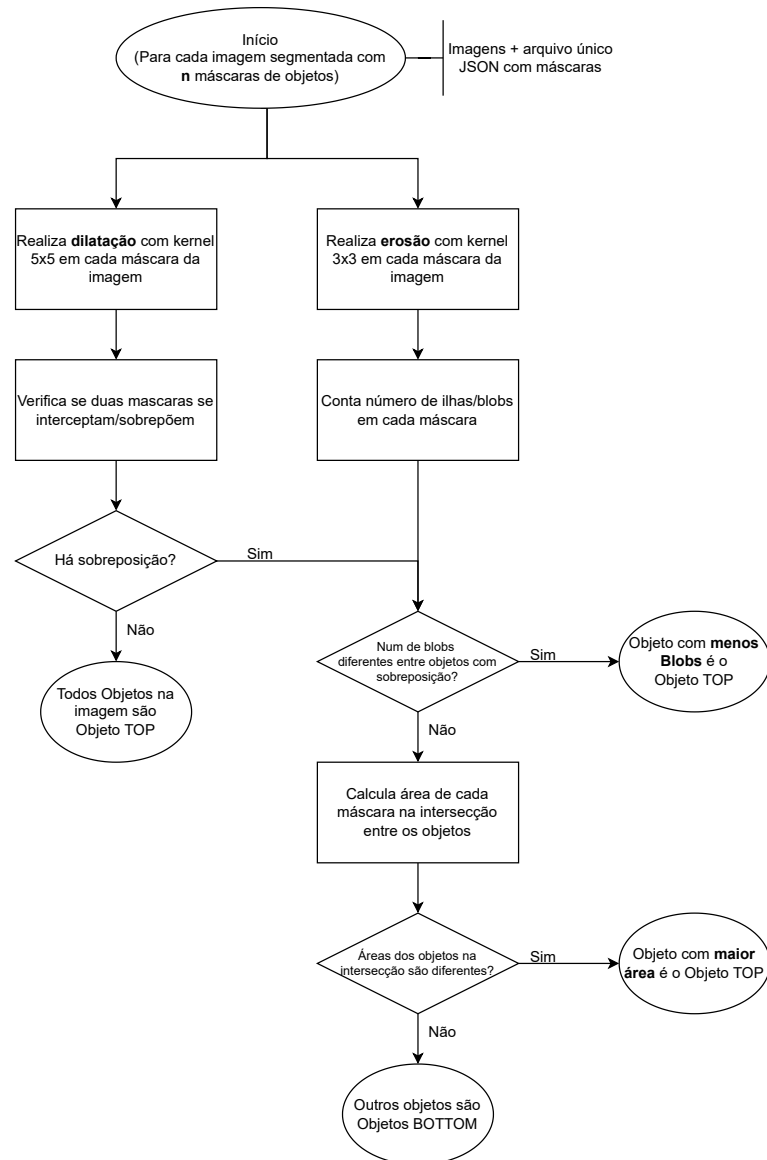 Início
(Para cada imagem segmentada com
n máscaras de objetos)
Imagens + arquivo único
JSON com máscaras
Realiza dilatação com kernel
5x5 em cada máscara da
imagem
Realiza erosão com kernel
3x3 em cada máscara da
imagem
Verifica se duas mascaras se
interceptam/sobrepõem
Conta número de ilhas/blobs
em cada máscara
Há sobreposição?
Sim
Não
Todos Objetos na
imagem são
Objeto TOP
Num de blobs
diferentes entre objetos com
sobreposição?
Sim
Objeto com menos
Blobs é o
Objeto TOP
Não
Calcula área de cada
máscara na intersecção
entre os objetos
Áreas dos objetos na
intersecção são diferentes?
Sim
Objeto com maior
área é o Objeto TOP
Não
Outros objetos são
Objetos BOTTOM